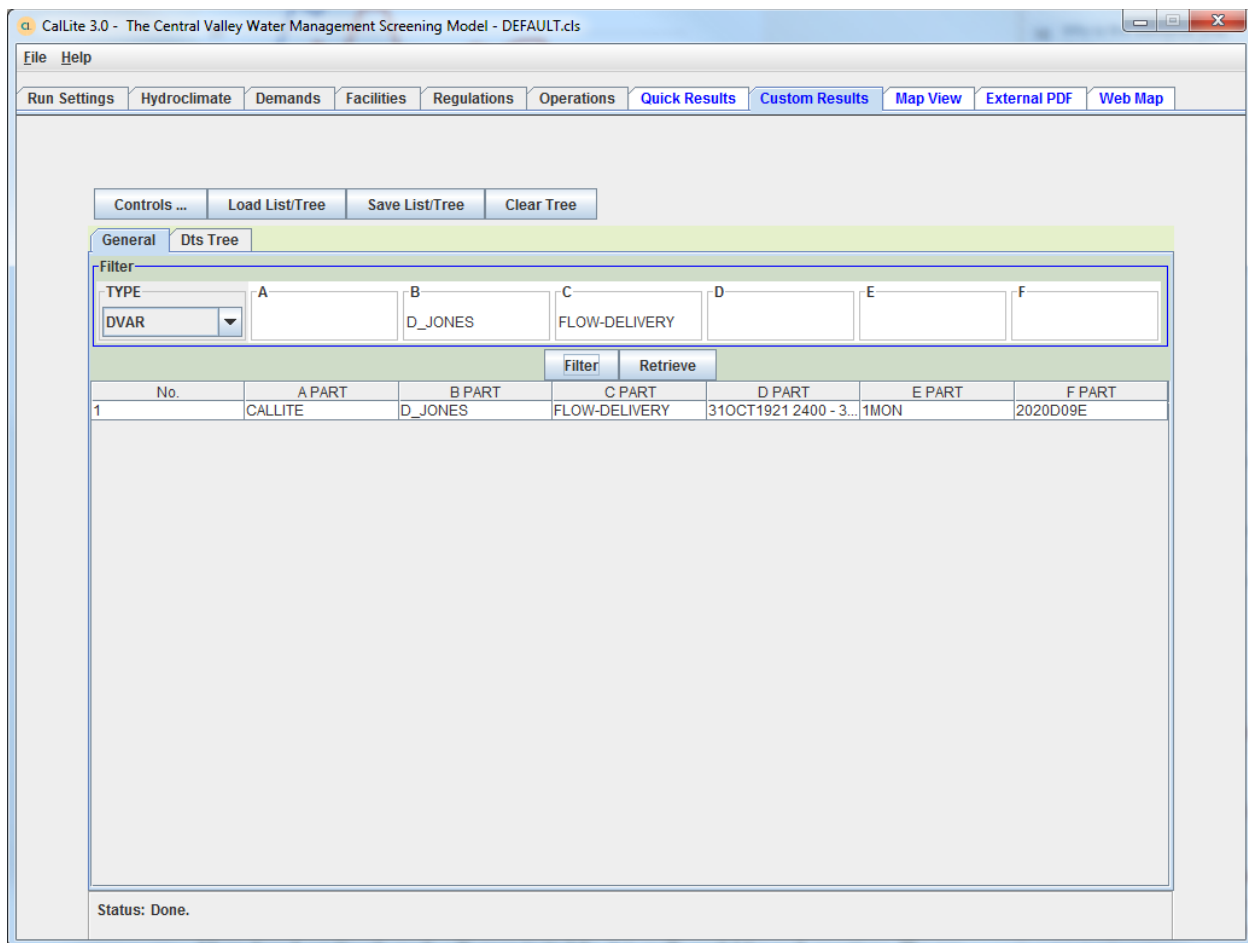 CL CalLite 3.0 - The Central Valley Water Management Screening Model - DEFAULT.cls
File Help
Run Settings Hydroclimate Demands Facilities Regulations Operations Quick Results Custom Results Map View External PDF Web Map
Controls ... Load List/Tree Save List/Tree Clear Tree
General Dts Tree
Filter
TYPE A B C D E F
DVAR D_JONES FLOW-DELIVERY
Filter Retrieve
No. A PART B PART C PART D PART E PART F PART
1 CALLITE D_JONES FLOW-DELIVERY 31OCT1921 2400 - 3... 1MON 2020D09E
Status: Done.